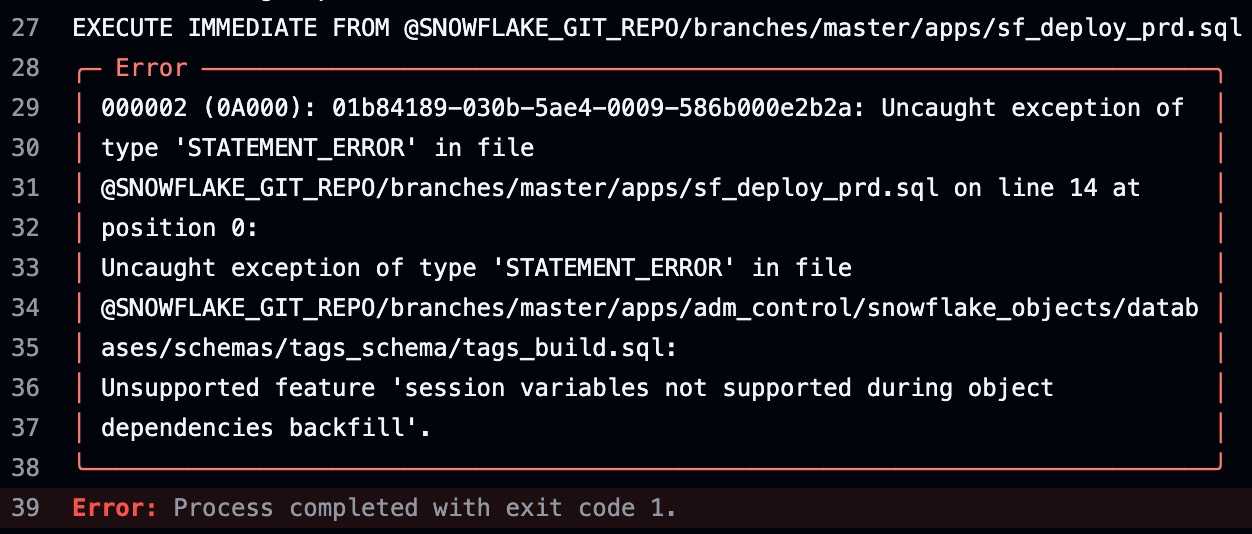 27 EXECUTE IMMEDIATE FROM @SNOWFLAKE_GIT_REPO/branches/master/apps/sf_deploy_prd.sql
28 Error
29 000002 (0A000): 01b84189-030b-5ae4-0009-586b000e2b2a: Uncaught exception of
30 type 'STATEMENT_ERROR' in file
31 @SNOWFLAKE_GIT_REPO/branches/master/apps/sf_deploy_prd.sql on line 14 at
32 position 0:
33 Uncaught exception of type 'STATEMENT_ERROR' in file
34 @SNOWFLAKE_GIT_REPO/branches/master/apps/adm_control/snowflake_objects/datab
35 ases/schemas/tags_schema/tags_build.sql:
36 Unsupported feature 'session variables not supported during object
37 dependencies backfill'.
38
39 Error: Process completed with exit code 1.